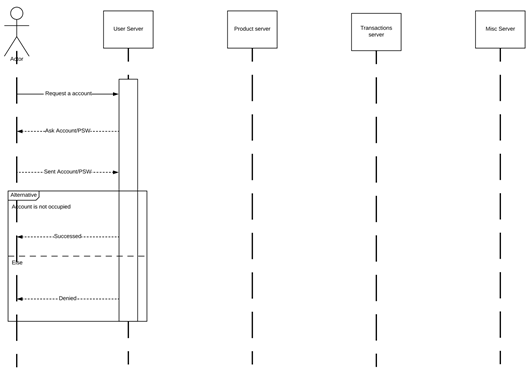 User Server
Product server
Transactions
server
Misc Server
Actor
Request a account
Ask Account/PSW
Sent Account/PSW
Alternative
Account is not occupied
Successed
Else
Denied